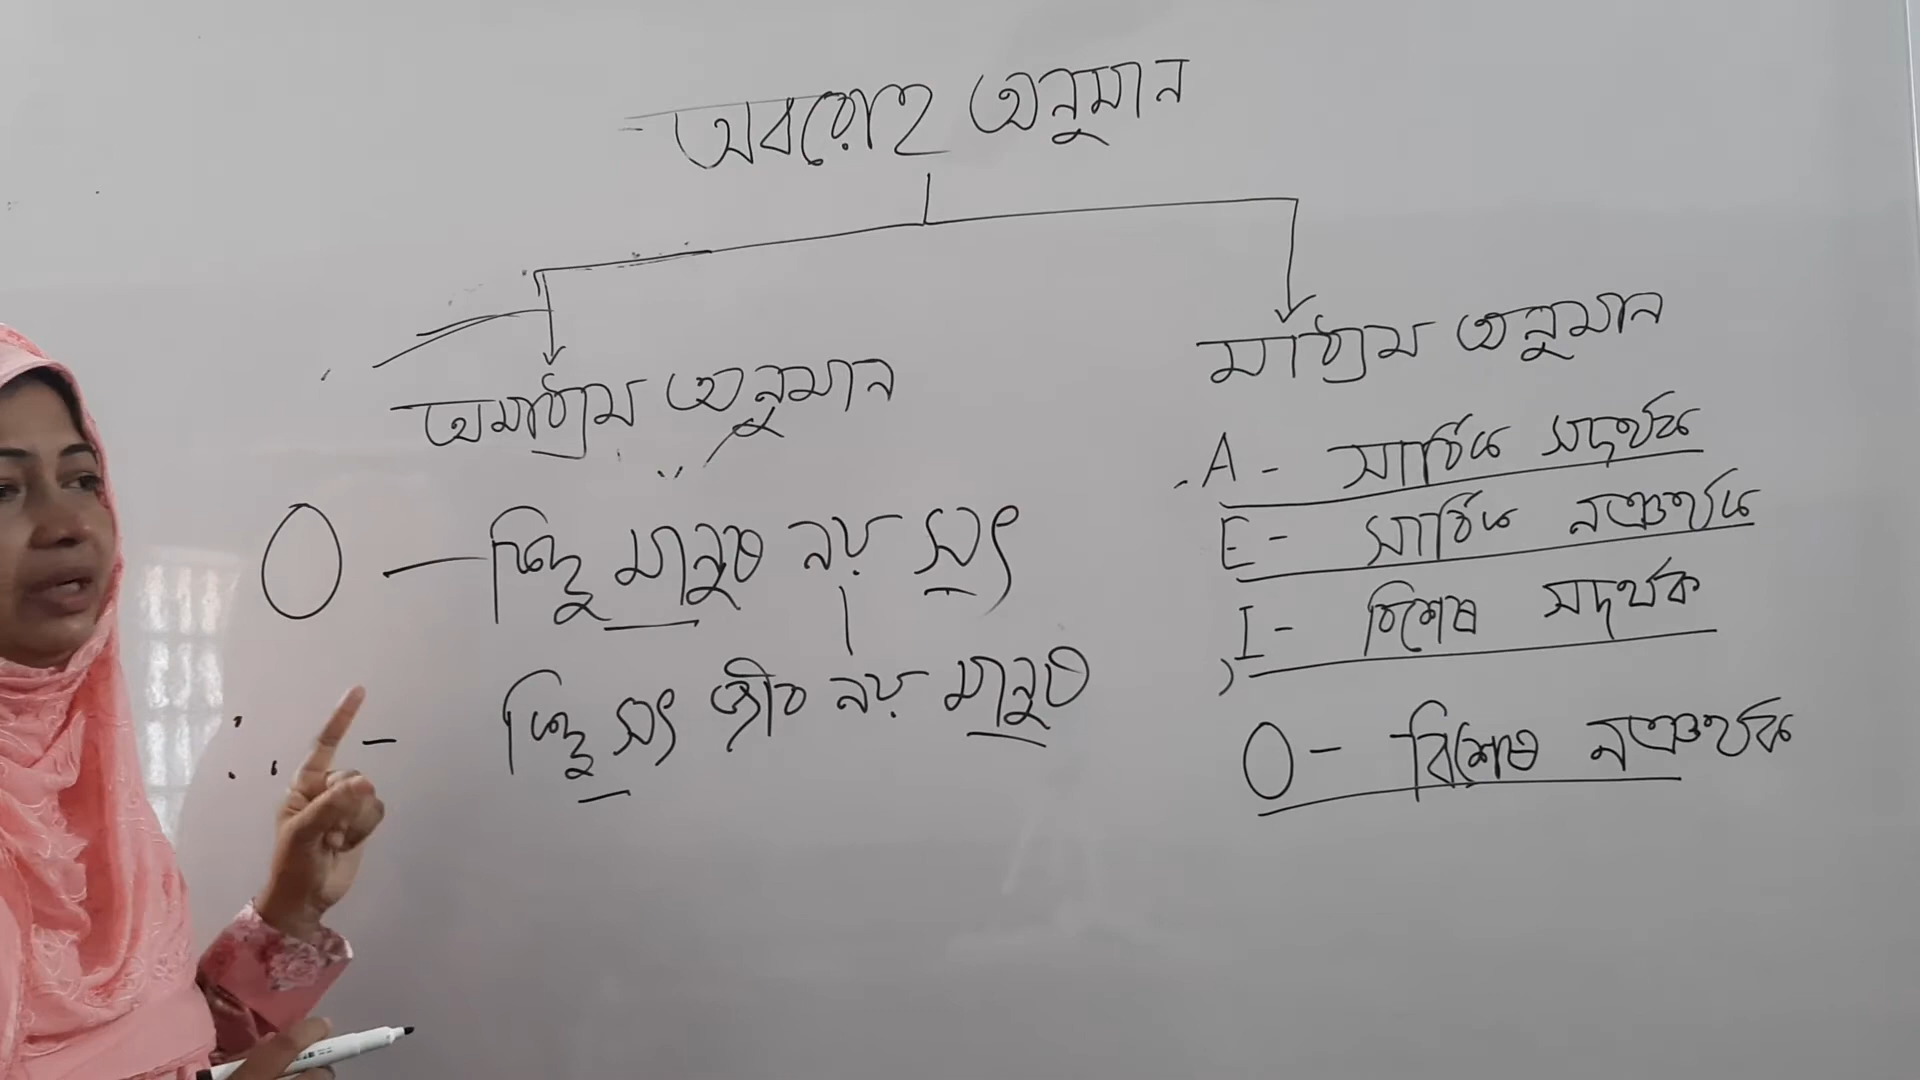 অবরোহ অনুমান
অমাধ্যম অনুমান
মাধ্যম অনুমান
O - কিছু মানুষ নয় সৎ
∴ - কিছু সৎ জীব নয় মানুষ
A - সার্বিক সদর্থক
E - সার্বিক নঞর্থক
I - বিশেষ সদর্থক
O - বিশেষ নঞর্থক